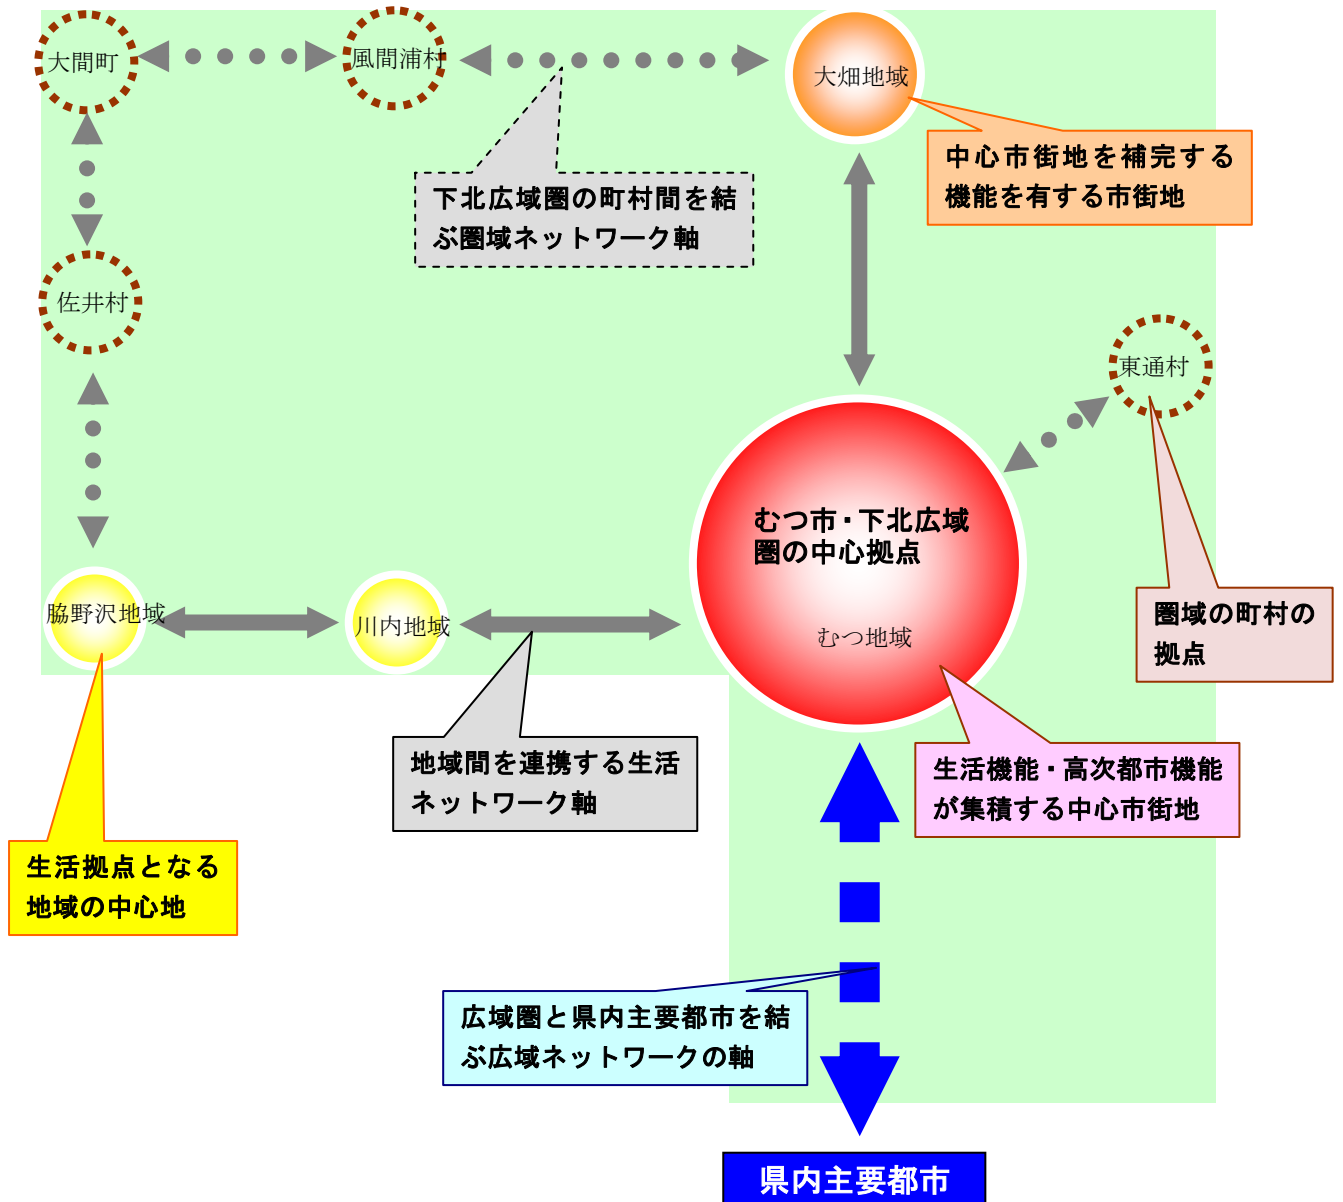 大間町
風間浦村
大畑地域
中心市街地を補完する
機能を有する市街地
下北広域圏の町村間を結
ぶ圏域ネットワーク軸
佐井村
東通村
むつ市・下北広域
圏の中心拠点
むつ地域
圏域の町村の
拠点
脇野沢地域
川内地域
地域間を連携する生活
ネットワーク軸
生活機能・高次都市機能
が集積する中心市街地
生活拠点となる
地域の中心地
広域圏と県内主要都市を結
ぶ広域ネットワークの軸
県内主要都市